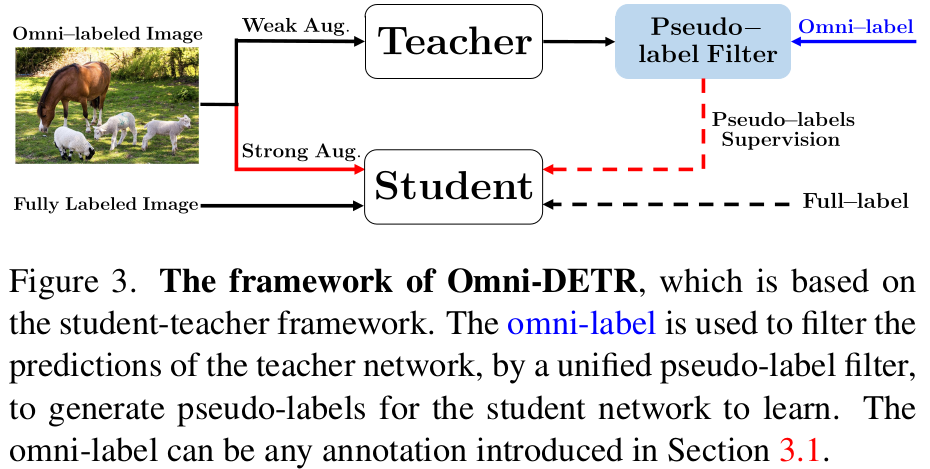 Omni–labeled Image
Weak Aug.
Teacher
Pseudo–
label Filter
Omni–label
Strong Aug.
Pseudo–labels
Supervision
Student
Fully Labeled Image
Full–label
Figure 3. The framework of Omni-DETR, which is based on
the student-teacher framework. The omni-label is used to filter the
predictions of the teacher network, by a unified pseudo-label filter,
to generate pseudo-labels for the student network to learn. The
omni-label can be any annotation introduced in Section 3.1.